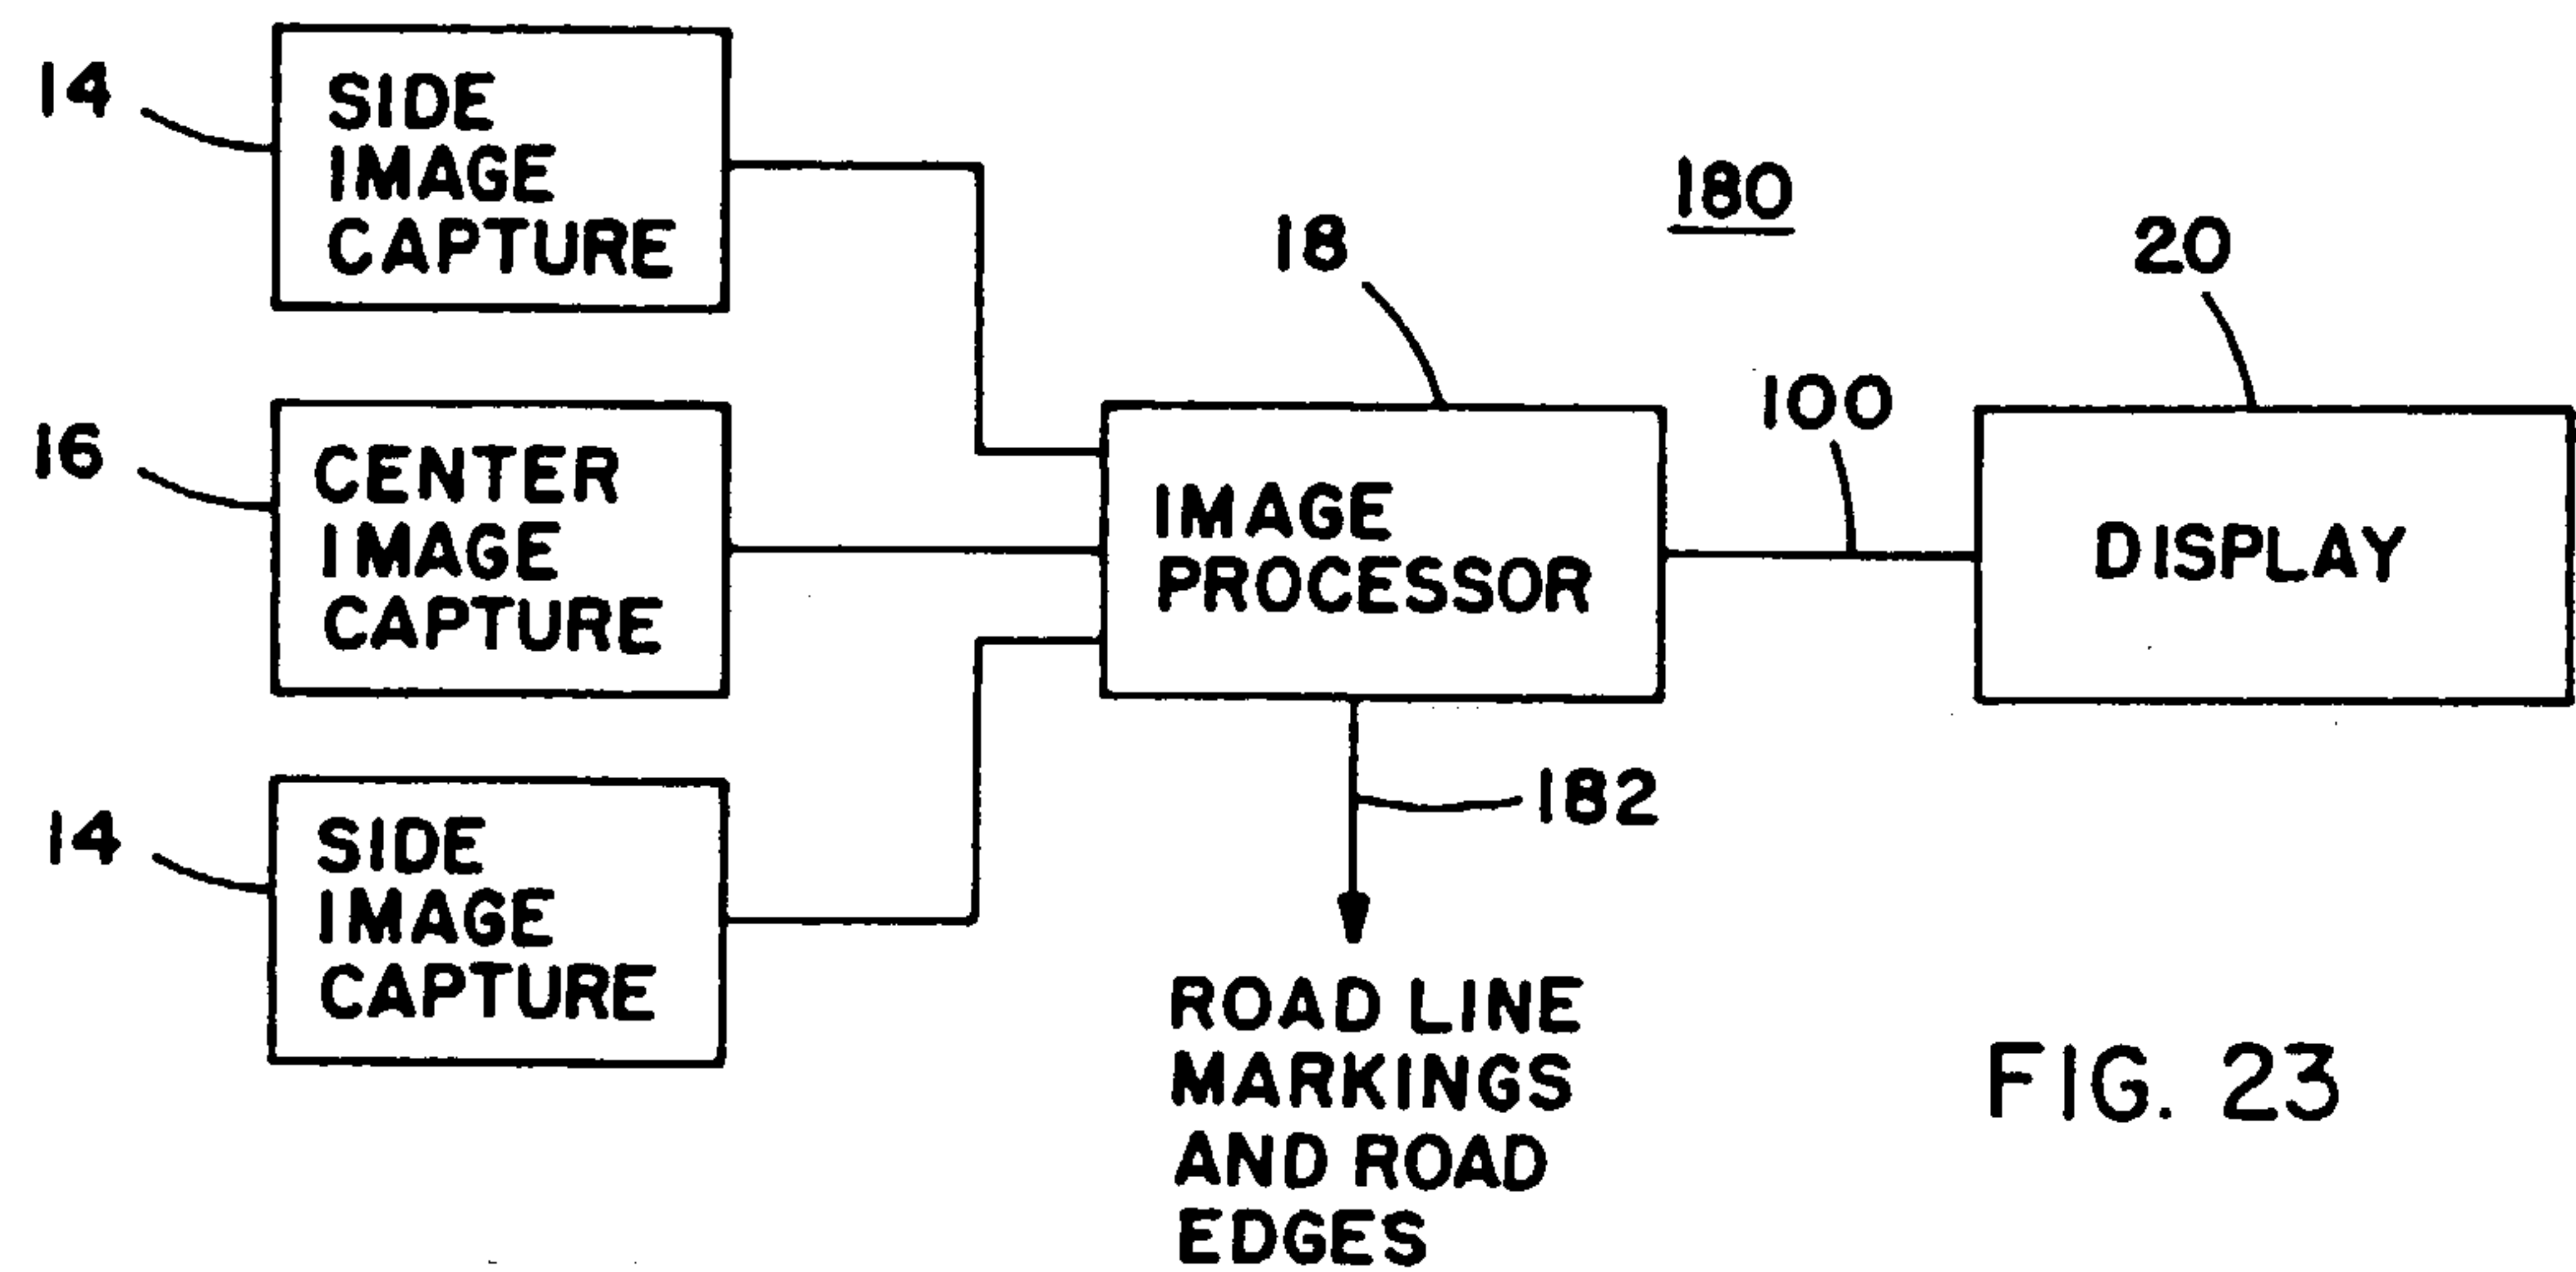 14
SIDE
IMAGE
CAPTURE
16
CENTER
IMAGE
CAPTURE
14
SIDE
IMAGE
CAPTURE
18
IMAGE
PROCESSOR
180
100
20
DISPLAY
182
ROAD LINE
MARKINGS
AND ROAD
EDGES
FIG. 23